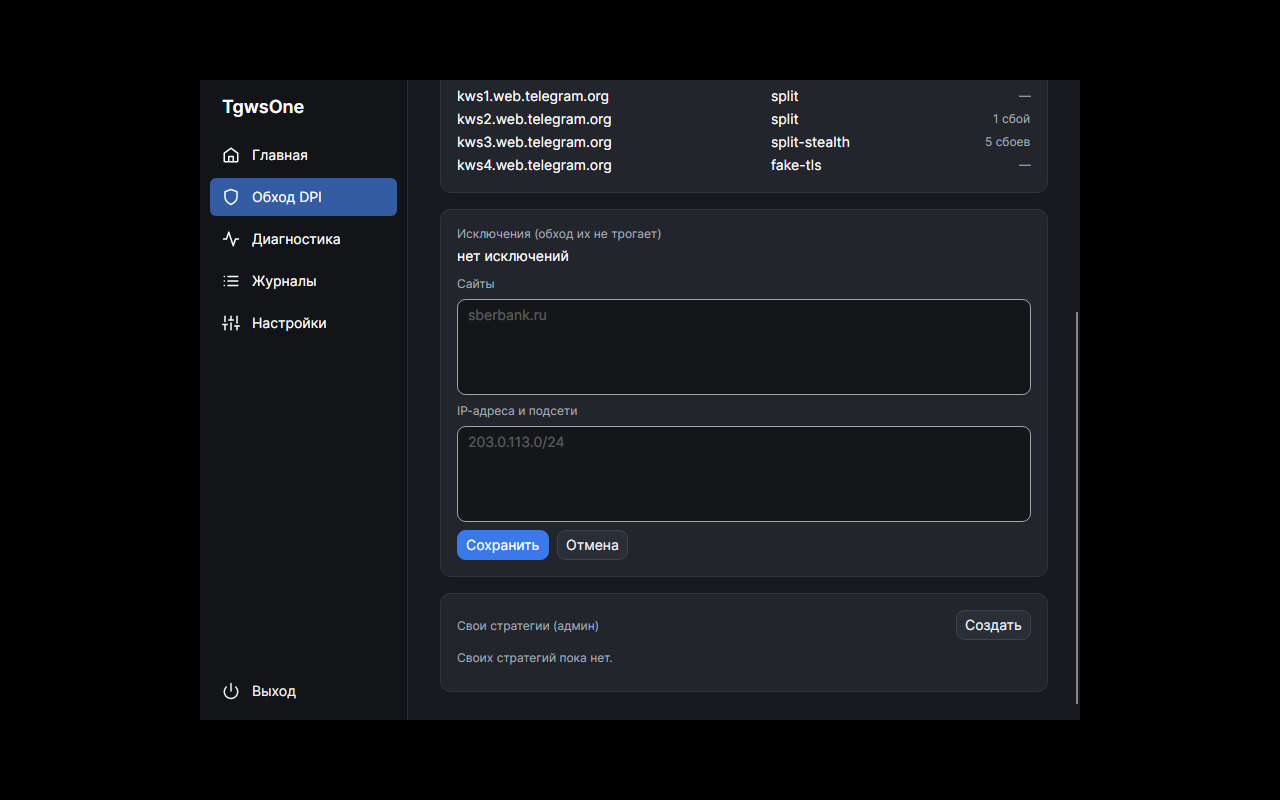 TgwsOne
Главная
Обход DPI
Диагностика
Журналы
Настройки
Выход
kws1.web.telegram.org split —
kws2.web.telegram.org split 1 сбой
kws3.web.telegram.org split-stealth 5 сбоев
kws4.web.telegram.org fake-tls —
Исключения (обход их не трогает)
нет исключений
Сайты
sberbank.ru
IP-адреса и подсети
203.0.113.0/24
Сохранить Отмена
Свои стратегии (админ) Создать
Своих стратегий пока нет.